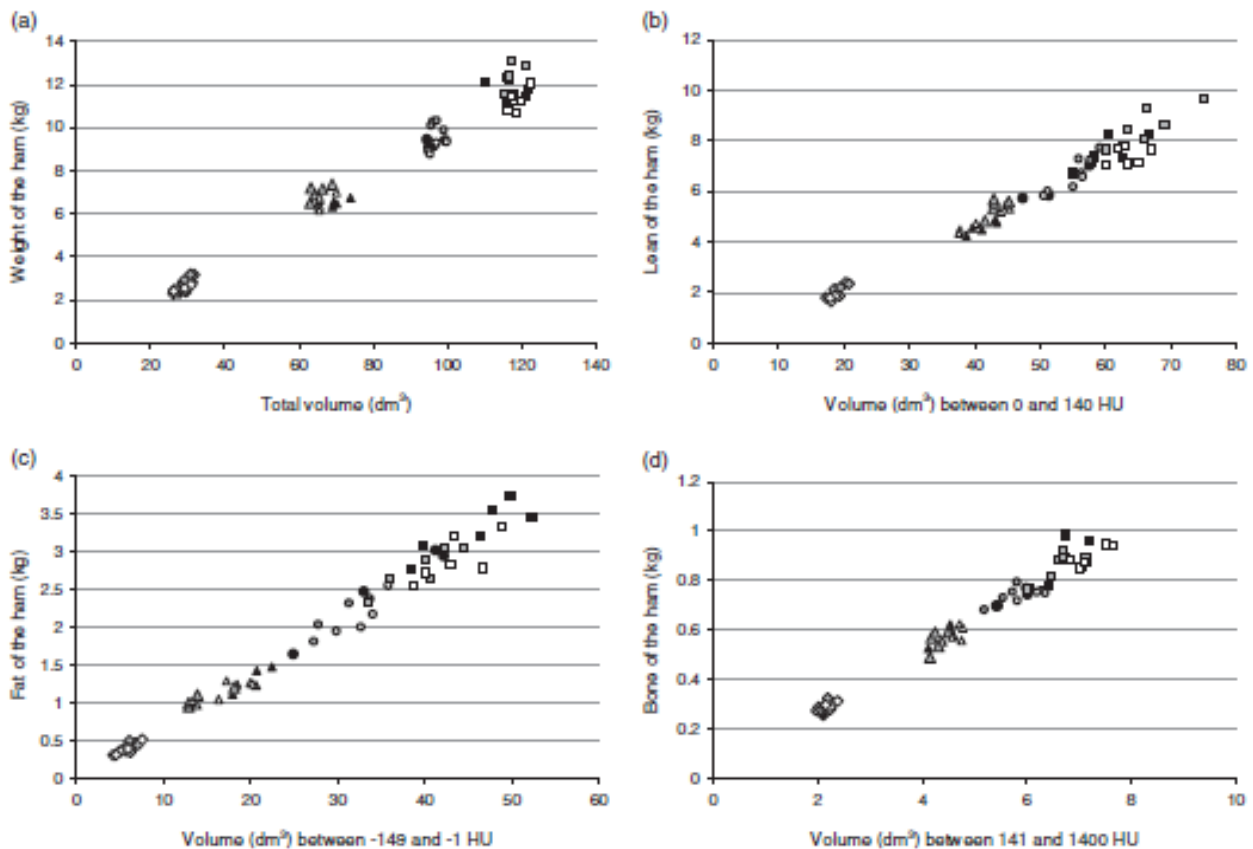 (a)
14
12
10
8
6
4
2
0
Weight of the ham (kg)
0 20 40 60 80 100 120 140
Total volume (dm³)
(b)
12
10
8
6
4
2
0
Lean of the ham (kg)
0 10 20 30 40 50 60 70 80
Volume (dm³) between 0 and 140 HU
(c)
4
3.5
3
2.5
2
1.5
1
0.5
0
Fat of the ham (kg)
0 10 20 30 40 50 60
Volume (dm³) between -149 and -1 HU
(d)
1.2
1
0.8
0.6
0.4
0.2
0
Bone of the ham (kg)
0 2 4 6 8 10
Volume (dm³) between 141 and 1400 HU